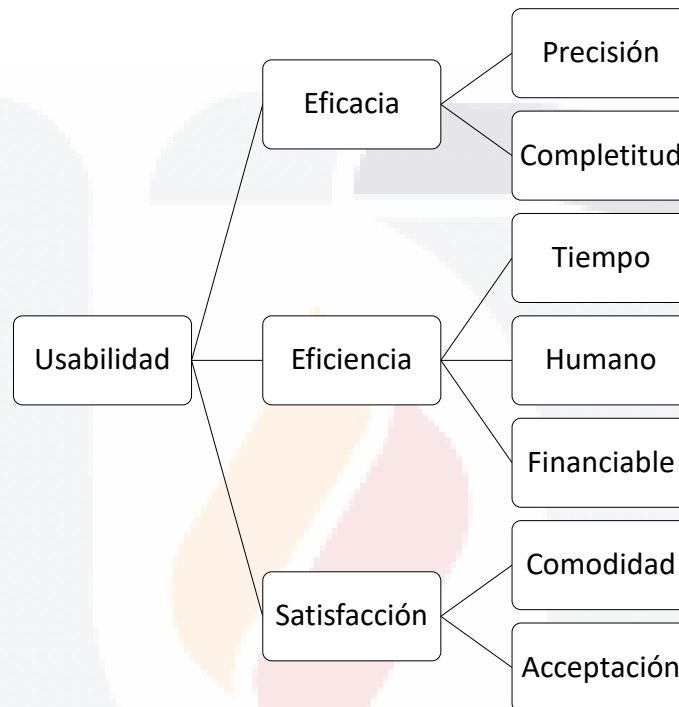 Usabilidad
Eficacia
Precisión
Completitud
Eficiencia
Tiempo
Humano
Financiable
Satisfacción
Comodidad
Acceptación